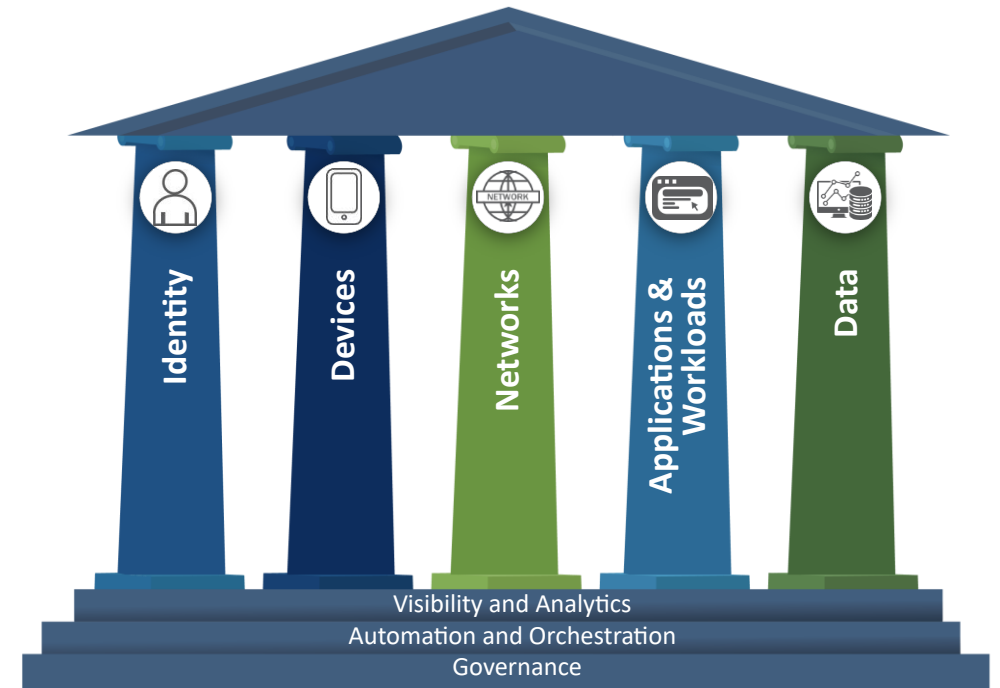 NETWORK
Identity
Devices
Networks
Applications &
Workloads
Data
Visibility and Analytics
Automation and Orchestration
Governance